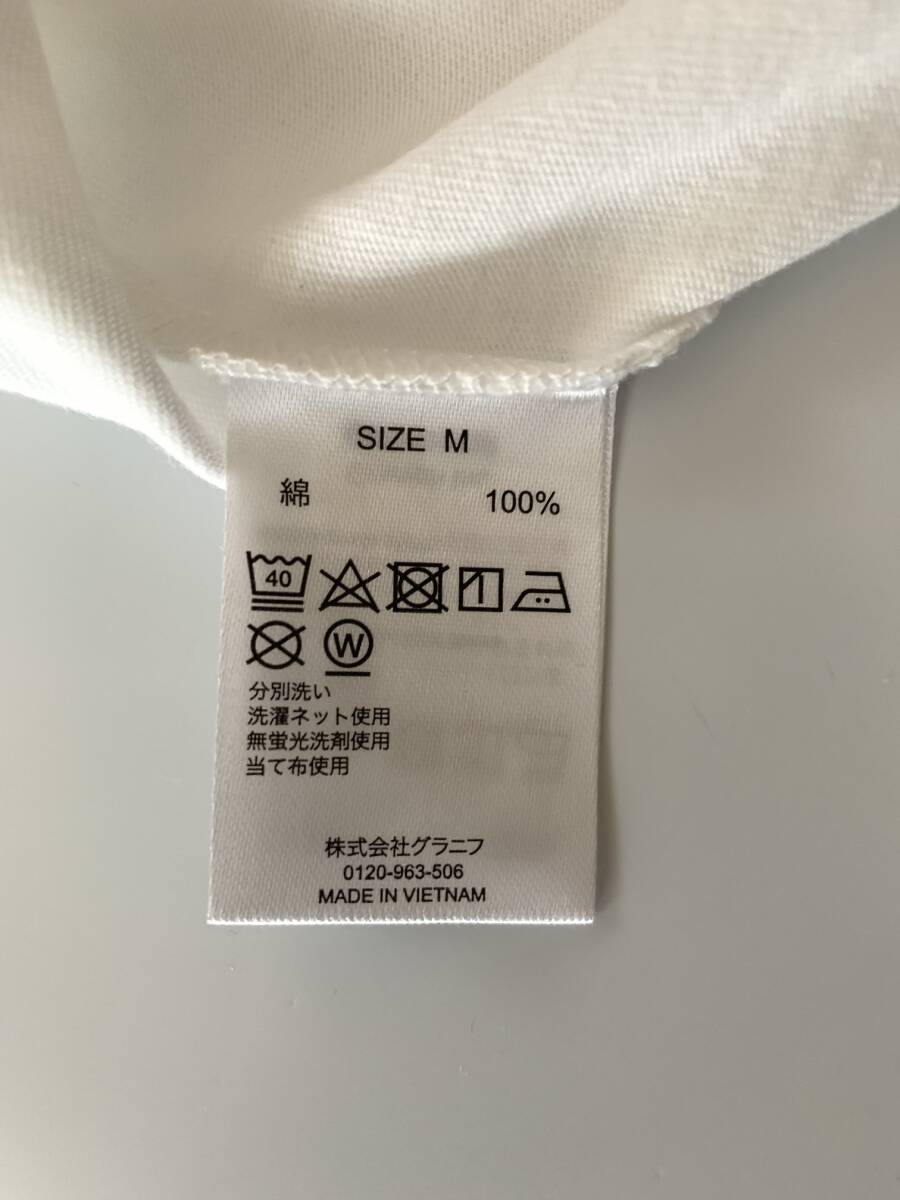 SIZE M
綿 100%
40
W
分別洗い
洗濯ネット使用
無蛍光洗剤使用
当て布使用
株式会社グラニフ
0120-963-506
MADE IN VIETNAM